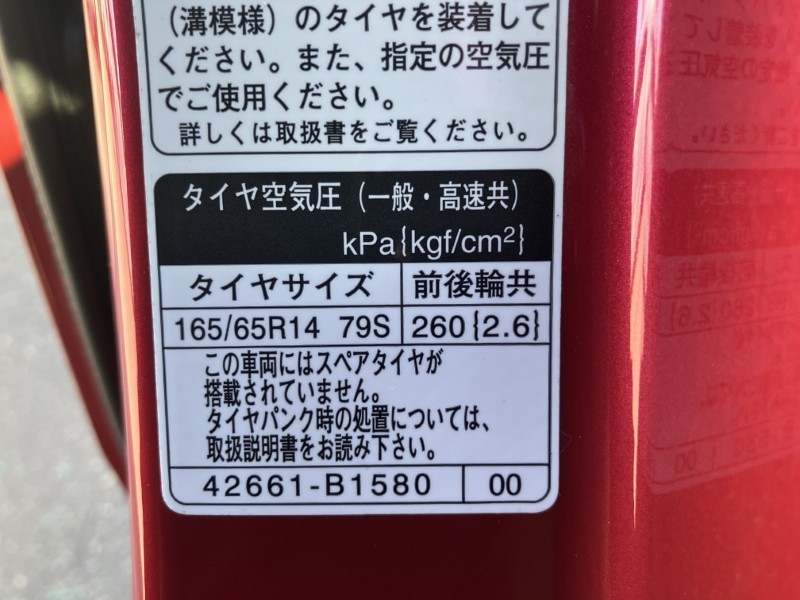 （溝模様）のタイヤを装着して
ください。また、指定の空気圧
でご使用ください。
詳しくは取扱書をご覧ください。
タイヤ空気圧（一般・高速共）
kPa{kgf/cm²}
タイヤサイズ 前後輪共
165/65R14 79S 260{2.6}
この車両にはスペアタイヤが
搭載されていません。
タイヤパンク時の処置については、
取扱説明書をお読み下さい。
42661-B1580 00